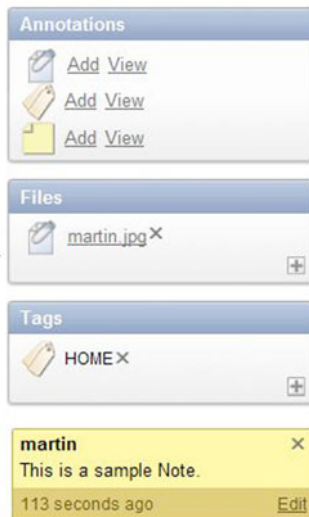 Annotations
Add View
Add View
Add View
Files
martin.jpg
Tags
HOME
martin
This is a sample Note.
113 seconds ago Edit